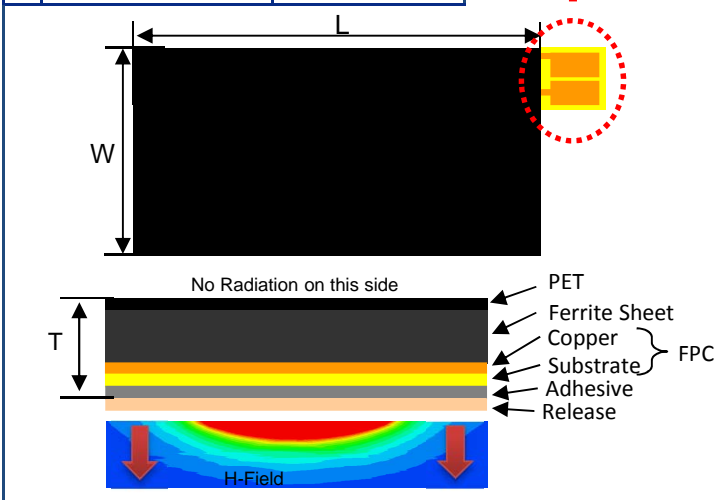 L
W
No Radiation on this side
T
PET
Ferrite Sheet
Copper
Substrate
FPC
Adhesive
Release
H-Field